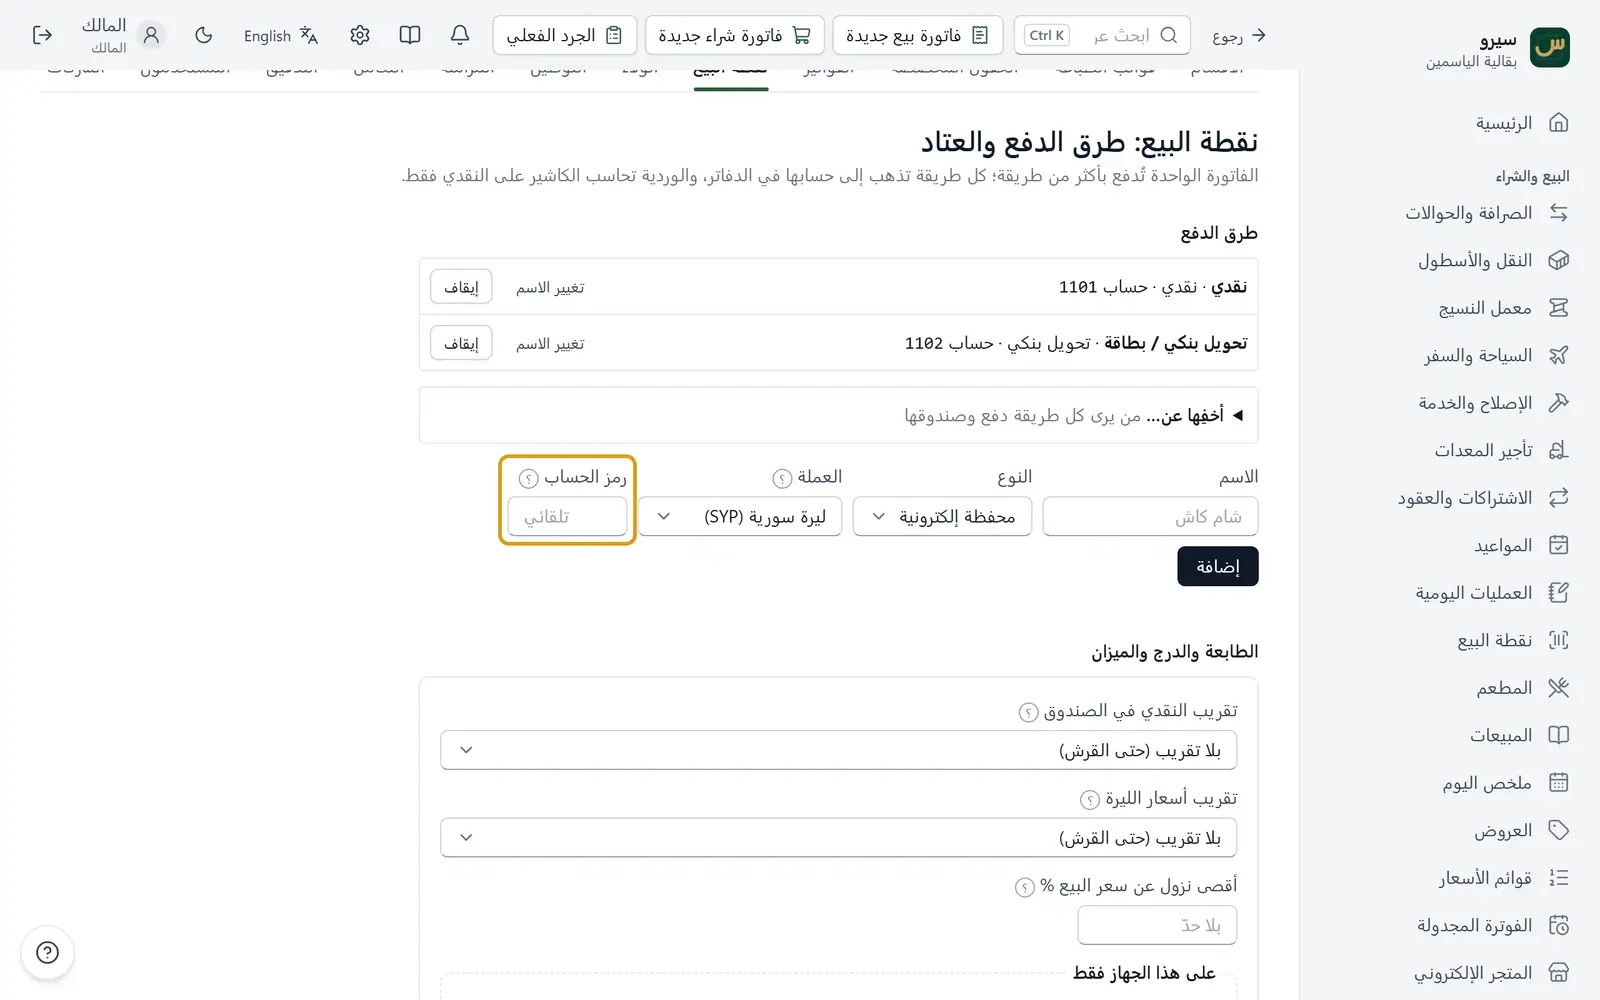 س
سيرو
بقالية الياسمين
رجوع
ابحث عر
Ctrl K
فاتورة بيع جديدة
فاتورة شراء جديدة
الجرد الفعلي
English
المالك
المالك
الرئيسية
البيع والشراء
الصرافة والحوالات
النقل والأسطول
معمل النسيج
السياحة والسفر
الإصلاح والخدمة
تأجير المعدات
الاشتراكات والعقود
المواعيد
العمليات اليومية
نقطة البيع
المطعم
المبيعات
ملخص اليوم
العروض
قوائم الأسعار
الفوترة المجدولة
المتجر الإلكتروني
نقطة البيع: طرق الدفع والعتاد
الفاتورة الواحدة تُدفع بأكثر من طريقة؛ كل طريقة تذهب إلى حسابها في الدفاتر، والوردية تحاسب الكاشير على النقدي فقط.
طرق الدفع
نقدي · نقدي · حساب 1101
تغيير الاسم
إيقاف
تحويل بنكي / بطاقة · تحويل بنكي · حساب 1102
تغيير الاسم
إيقاف
أخفِها عن... من يرى كل طريقة دفع وصندوقها
الاسم
شام كاش
النوع
محفظة إلكترونية
العملة ؟
ليرة سورية (SYP)
رمز الحساب ؟
تلقائي
إضافة
الطابعة والدرج والميزان
تقريب النقدي في الصندوق ؟
بلا تقريب (حتى القرش)
تقريب أسعار الليرة ؟
بلا تقريب (حتى القرش)
أقصى نزول عن سعر البيع % ؟
بلا حدّ
على هذا الجهاز فقط